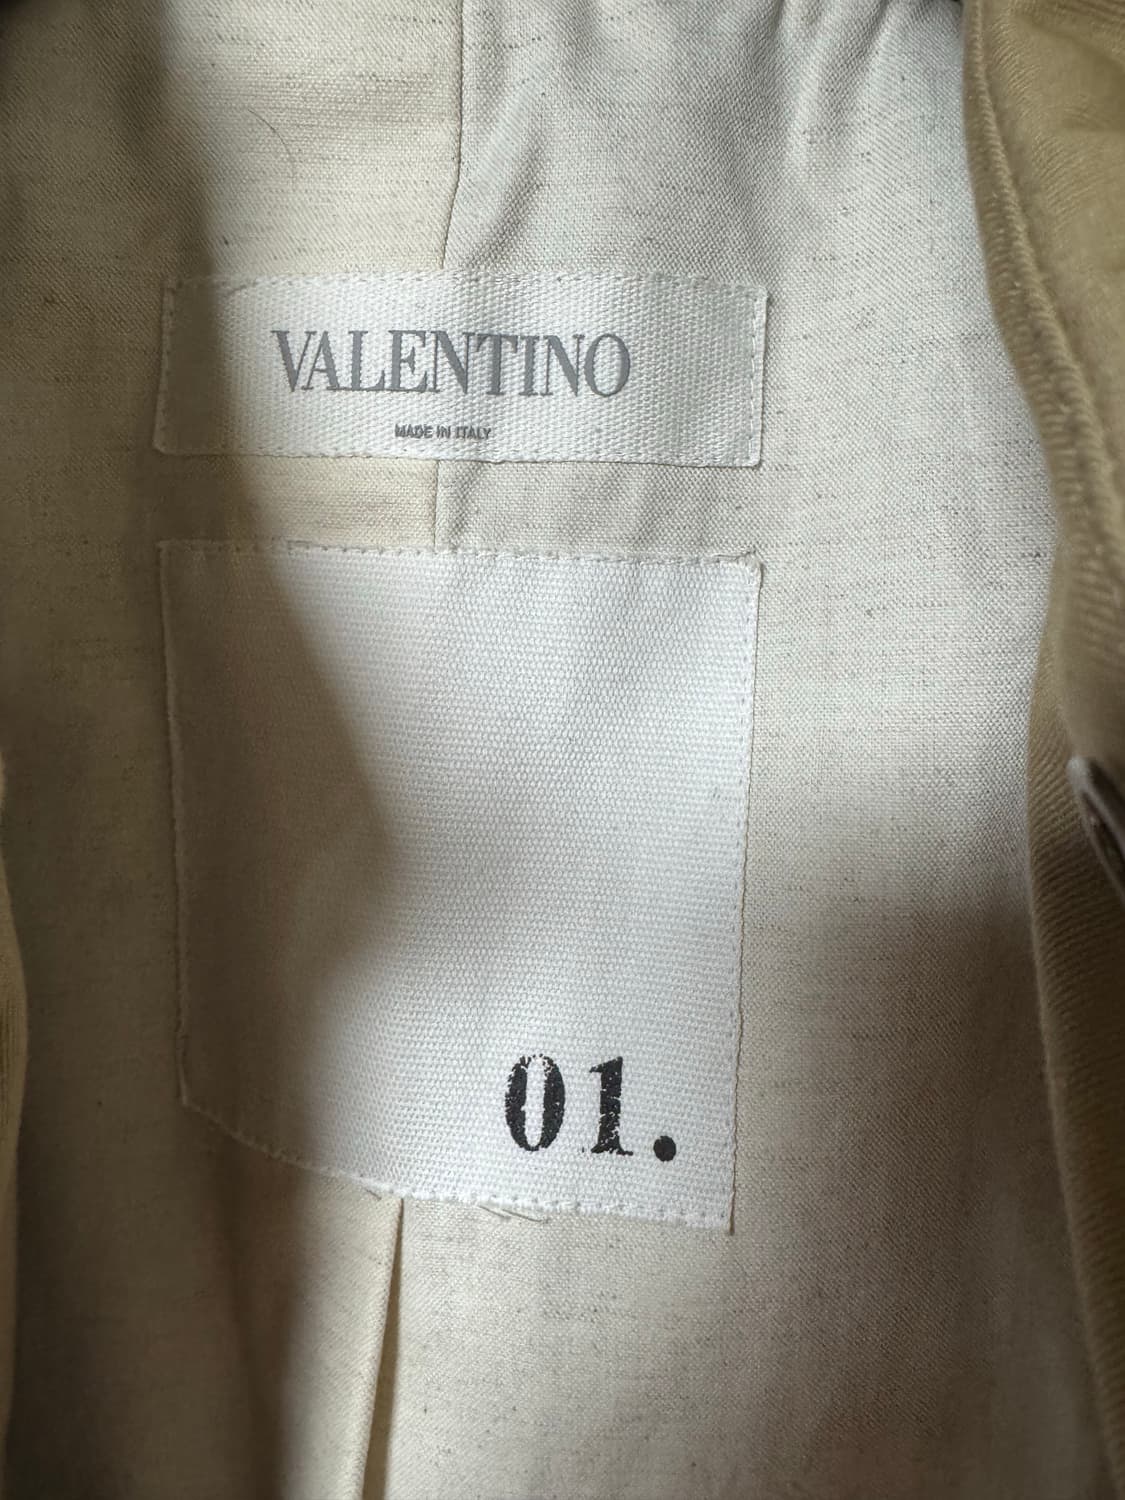 VALENTINO
MADE IN ITALY
01.